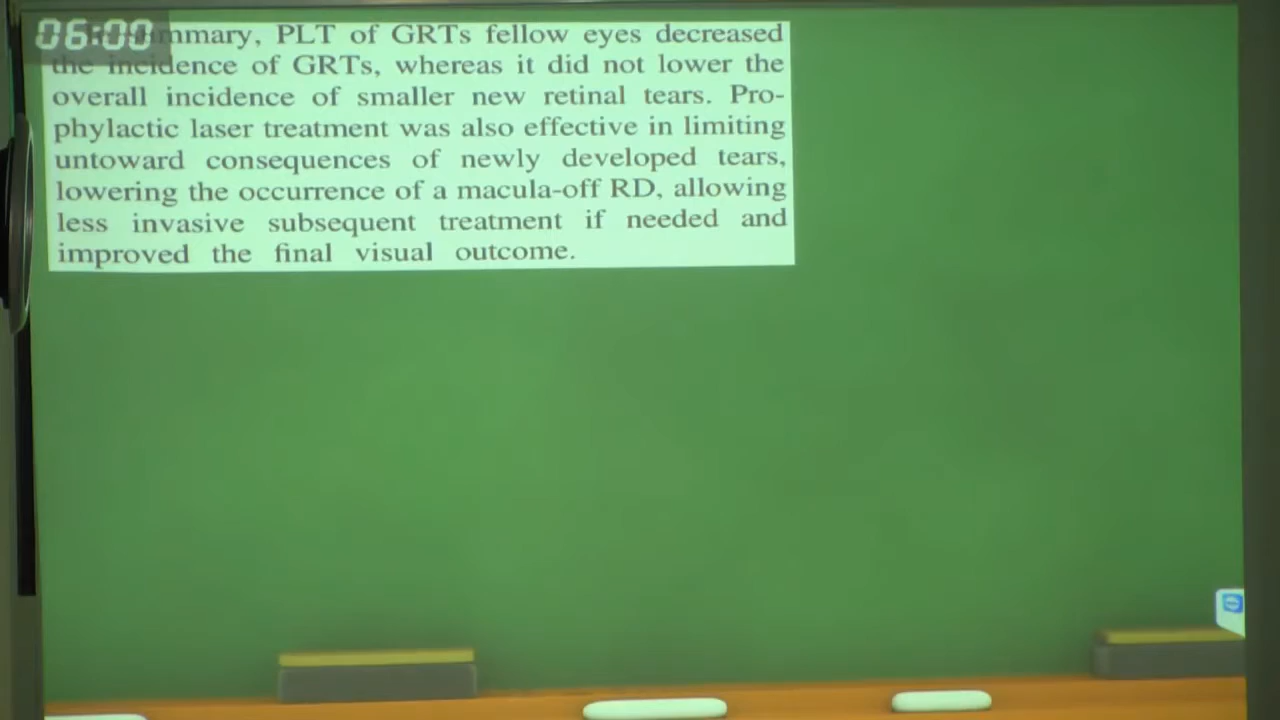 06:00
mmary, PLT of GRTs fellow eyes decreased
the incidence of GRTs, whereas it did not lower the
overall incidence of smaller new retinal tears. Pro-
phylactic laser treatment was also effective in limiting
untoward consequences of newly developed tears,
lowering the occurrence of a macula-off RD, allowing
less invasive subsequent treatment if needed and
improved the final visual outcome.